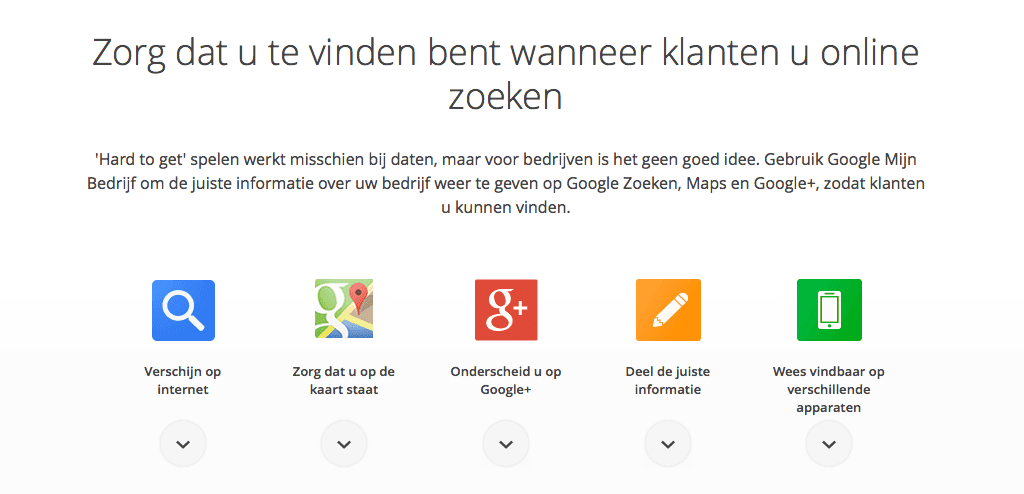 Zorg dat u te vinden bent wanneer klanten u online
zoeken
'Hard to get' spelen werkt misschien bij daten, maar voor bedrijven is het geen goed idee. Gebruik Google Mijn
Bedrijf om de juiste informatie over uw bedrijf weer te geven op Google Zoeken, Maps en Google+, zodat klanten
u kunnen vinden.
g
g+
Verschijn op
internet
Zorg dat u op de
kaart staat
Onderscheid u op
Google+
Deel de juiste
informatie
Wees vindbaar op
verschillende
apparaten